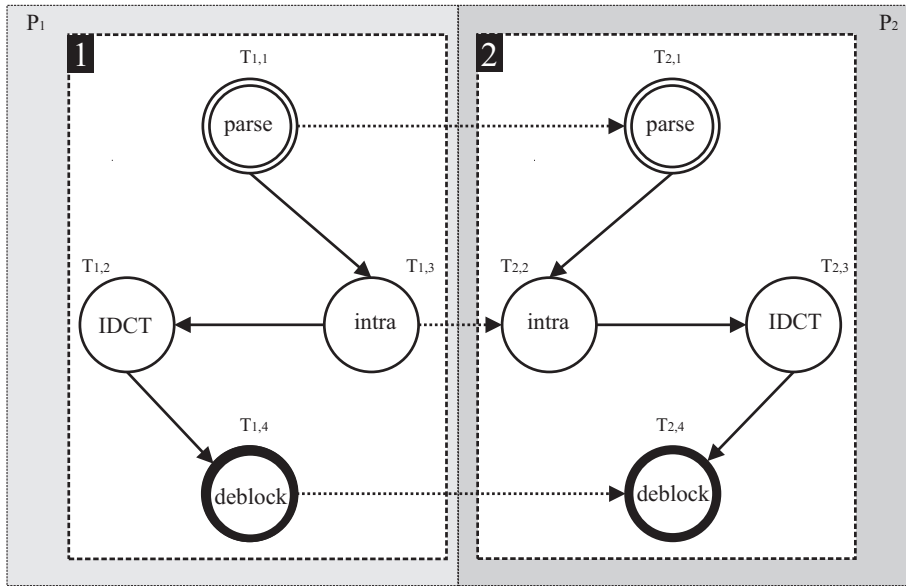 P1
P2
1
2
T1,1
T2,1
parse
parse
T1,2
T1,3
T2,2
T2,3
IDCT
intra
intra
IDCT
T1,4
T2,4
deblock
deblock